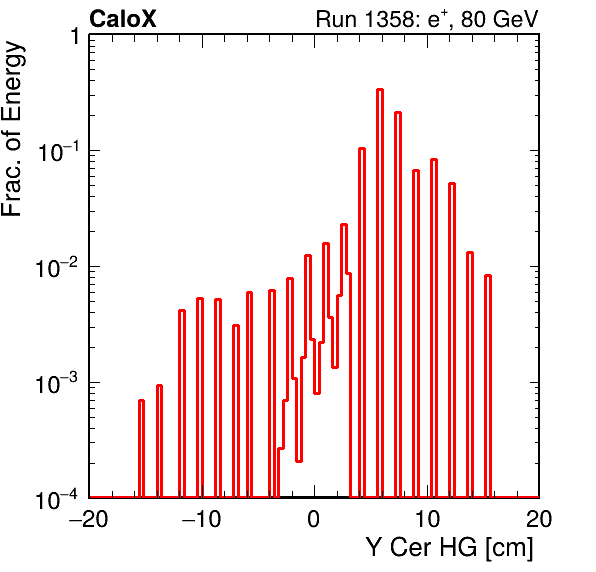 CaloX Run 1358: e⁺, 80 GeV
Frac. of Energy
1
10⁻¹
10⁻²
10⁻³
10⁻⁴
−20 −10 0 10 20
Y Cer HG [cm]